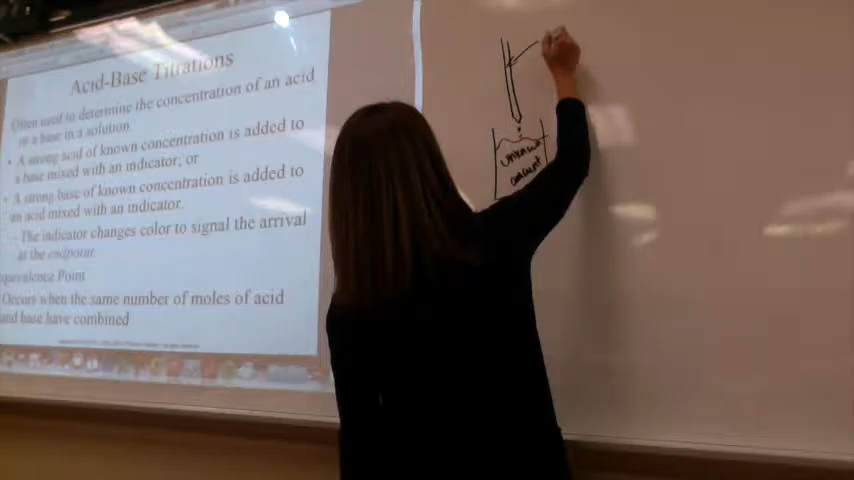 Acid-Base Titrations
Often used to determine the concentration of an acid
or a base in a solution.
• A strong acid of known concentration is added to
a base mixed with an indicator; or
• A strong base of known concentration is added to
an acid mixed with an indicator.
– The indicator changes color to signal the arrival
at the endpoint.
quivalence Point
Occurs when the same number of moles of acid
and base have combined
unknown
amount